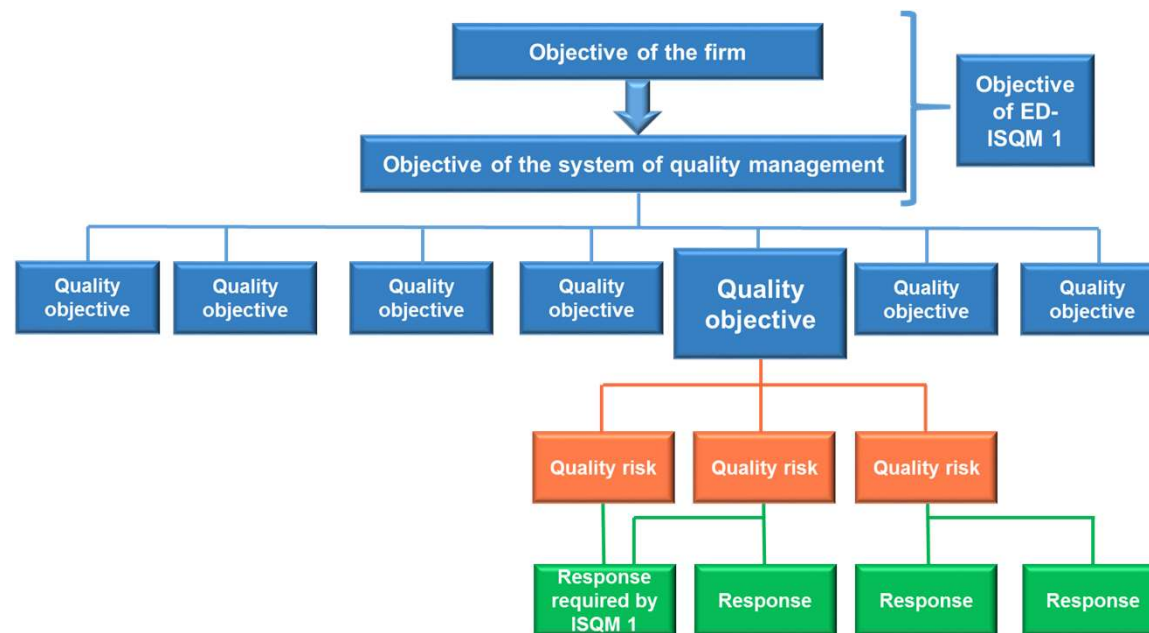 Objective of the firm
Objective
of ED-
ISQM 1
Objective of the system of quality management
Quality
objective
Quality
objective
Quality
objective
Quality
objective
Quality
objective
Quality
objective
Quality
objective
Quality risk
Quality risk
Quality risk
Response
required by
ISQM 1
Response
Response
Response